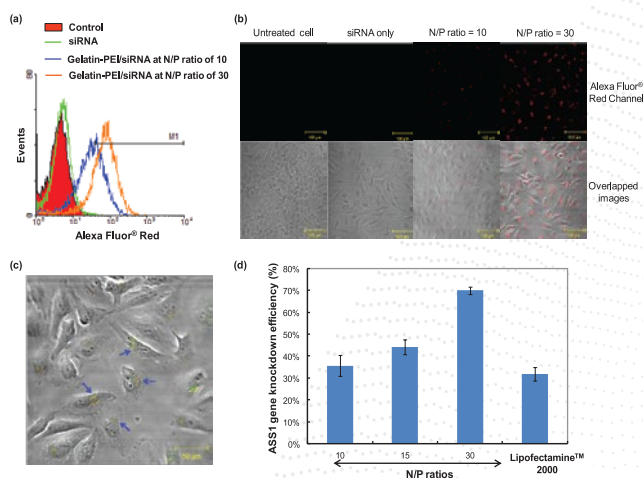 (a)
Control
siRNA
Gelatin-PEI/siRNA at N/P ratio of 10
Gelatin-PEI/siRNA at N/P ratio of 30
M1
Events
Alexa Fluor® Red
(b)
Untreated cell
siRNA only
N/P ratio = 10
N/P ratio = 30
Alexa Fluor®
Red Channel
Overlapped
images
(c)
(d)
ASS1 gene knockdown efficiency (%)
80%
70%
60%
50%
40%
30%
20%
10%
0%
10
15
30
Lipofectamine™
2000
N/P ratios